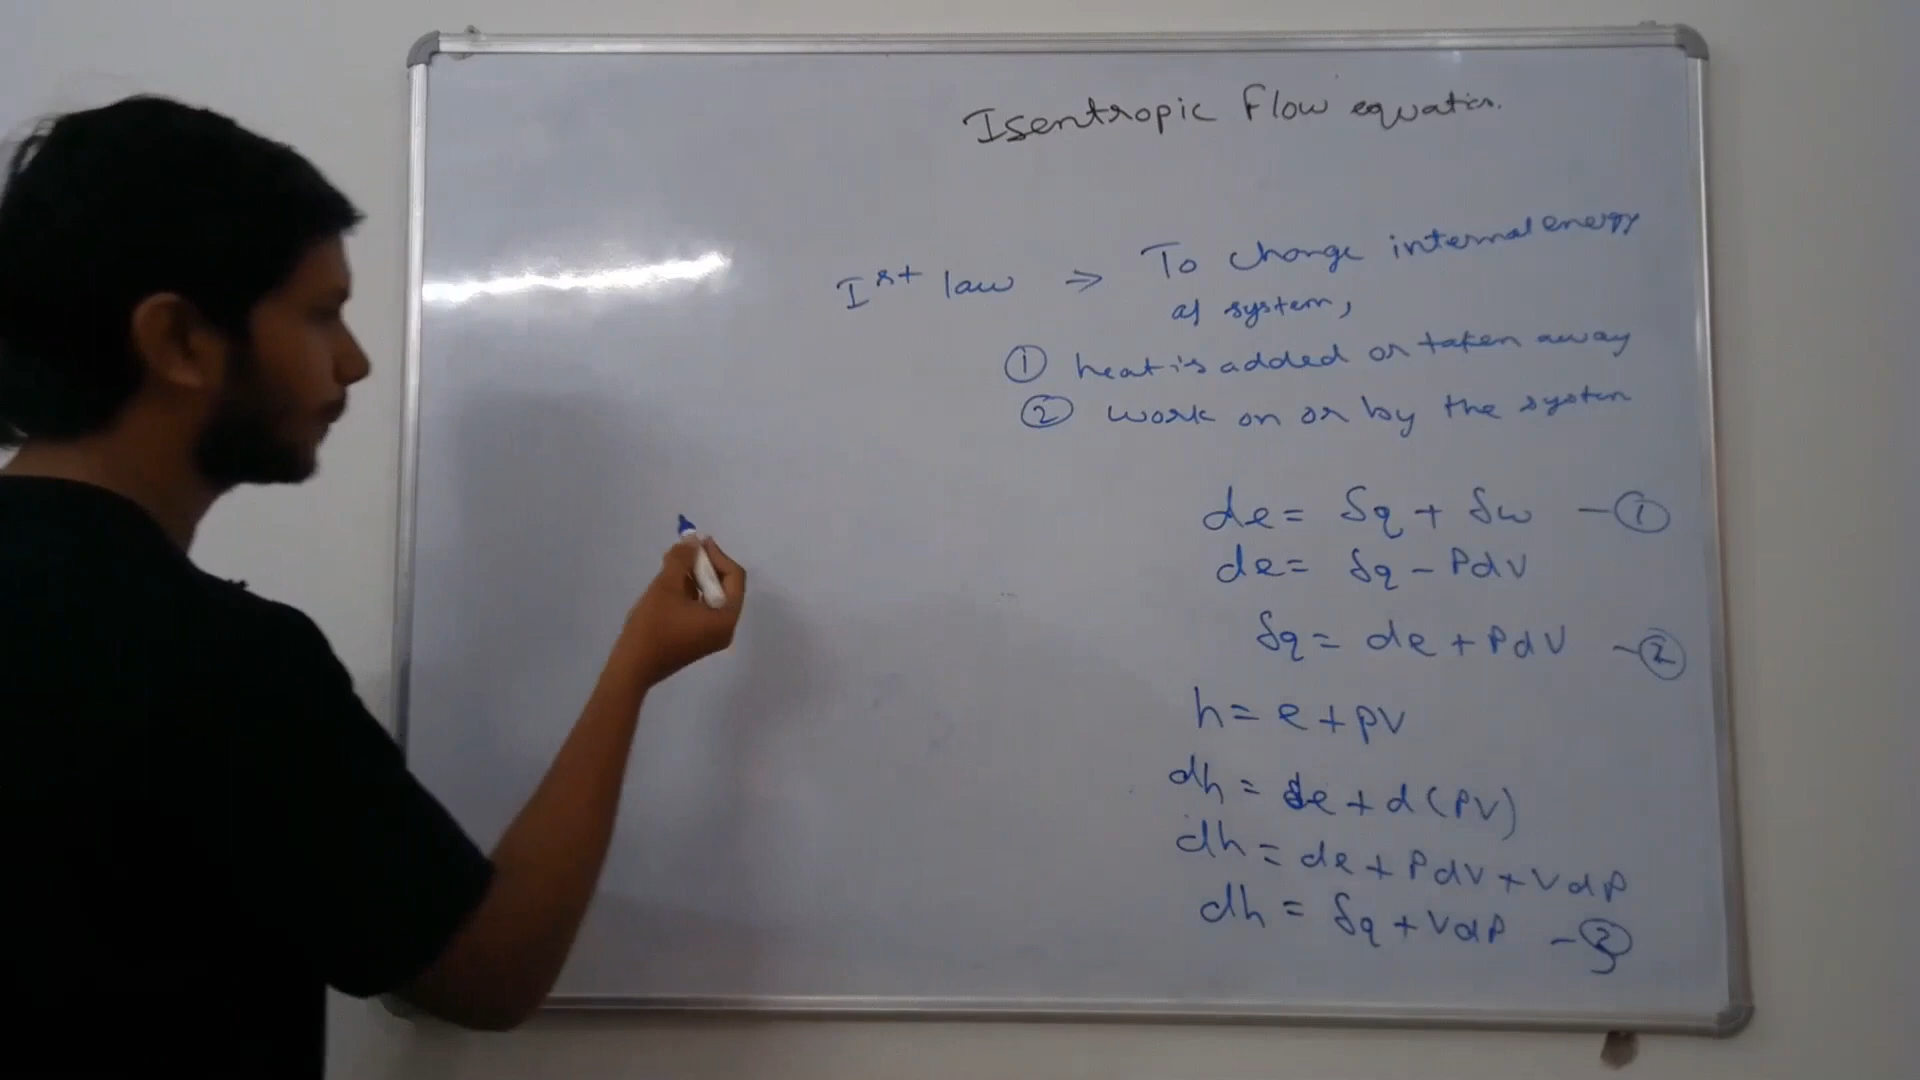 Isentropic Flow equation.
Ist law ⇒ To change internal energy
of system,
① heat is added or taken away
② work on or by the system
de = δq + δw - ①
de = δq - PdV
δq = de + PdV - ②
h = e + PV
dh = de + d(PV)
dh = de + PdV + VdP
dh = δq + VdP - ③